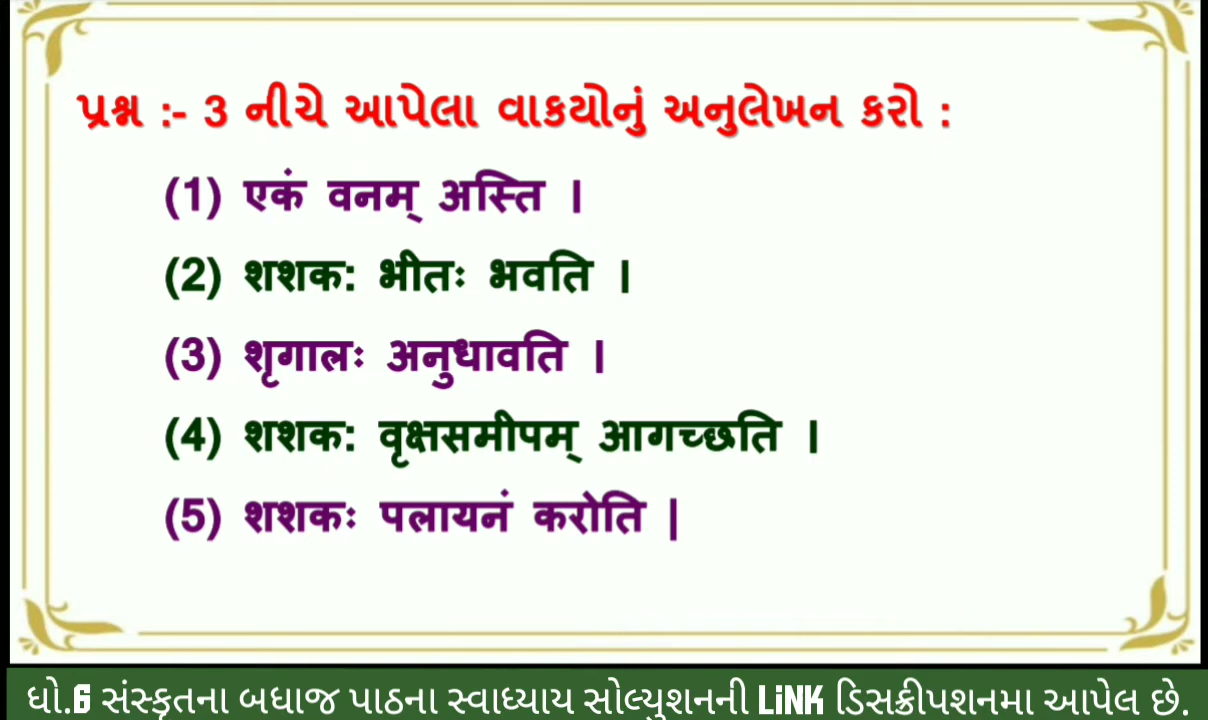 પ્રશ્ન :- 3 નીચે આપેલા વાકયોનું અનુલેખન કરો :
(1) एकं वनम् अस्ति ।
(2) शशक: भीतः भवति ।
(3) शृगालः अनुधावति ।
(4) शशक: वृक्षसमीपम् आगच्छति ।
(5) शशकः पलायनं करोति |
ધો.6 સંસ્કૃતના બધાજ પાઠના સ્વાધ્યાય સોલ્યુશનની LiNK ડિસક્રીપશનમા આપેલ છે.